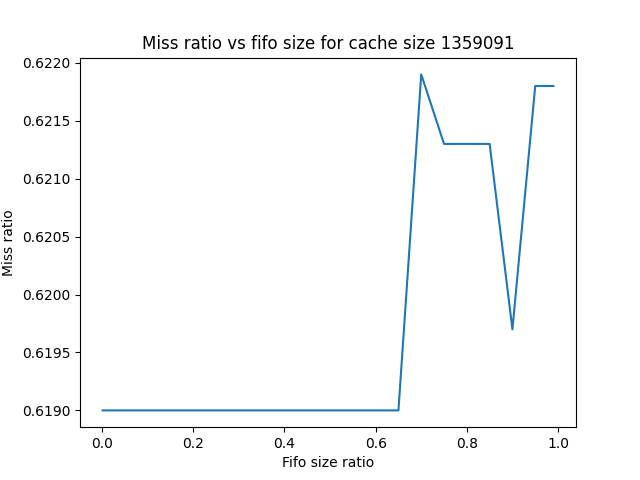 Miss ratio vs fifo size for cache size 1359091
0.6220
0.6215
0.6210
0.6205
0.6200
0.6195
0.6190
Miss ratio
0.0 0.2 0.4 0.6 0.8 1.0
Fifo size ratio